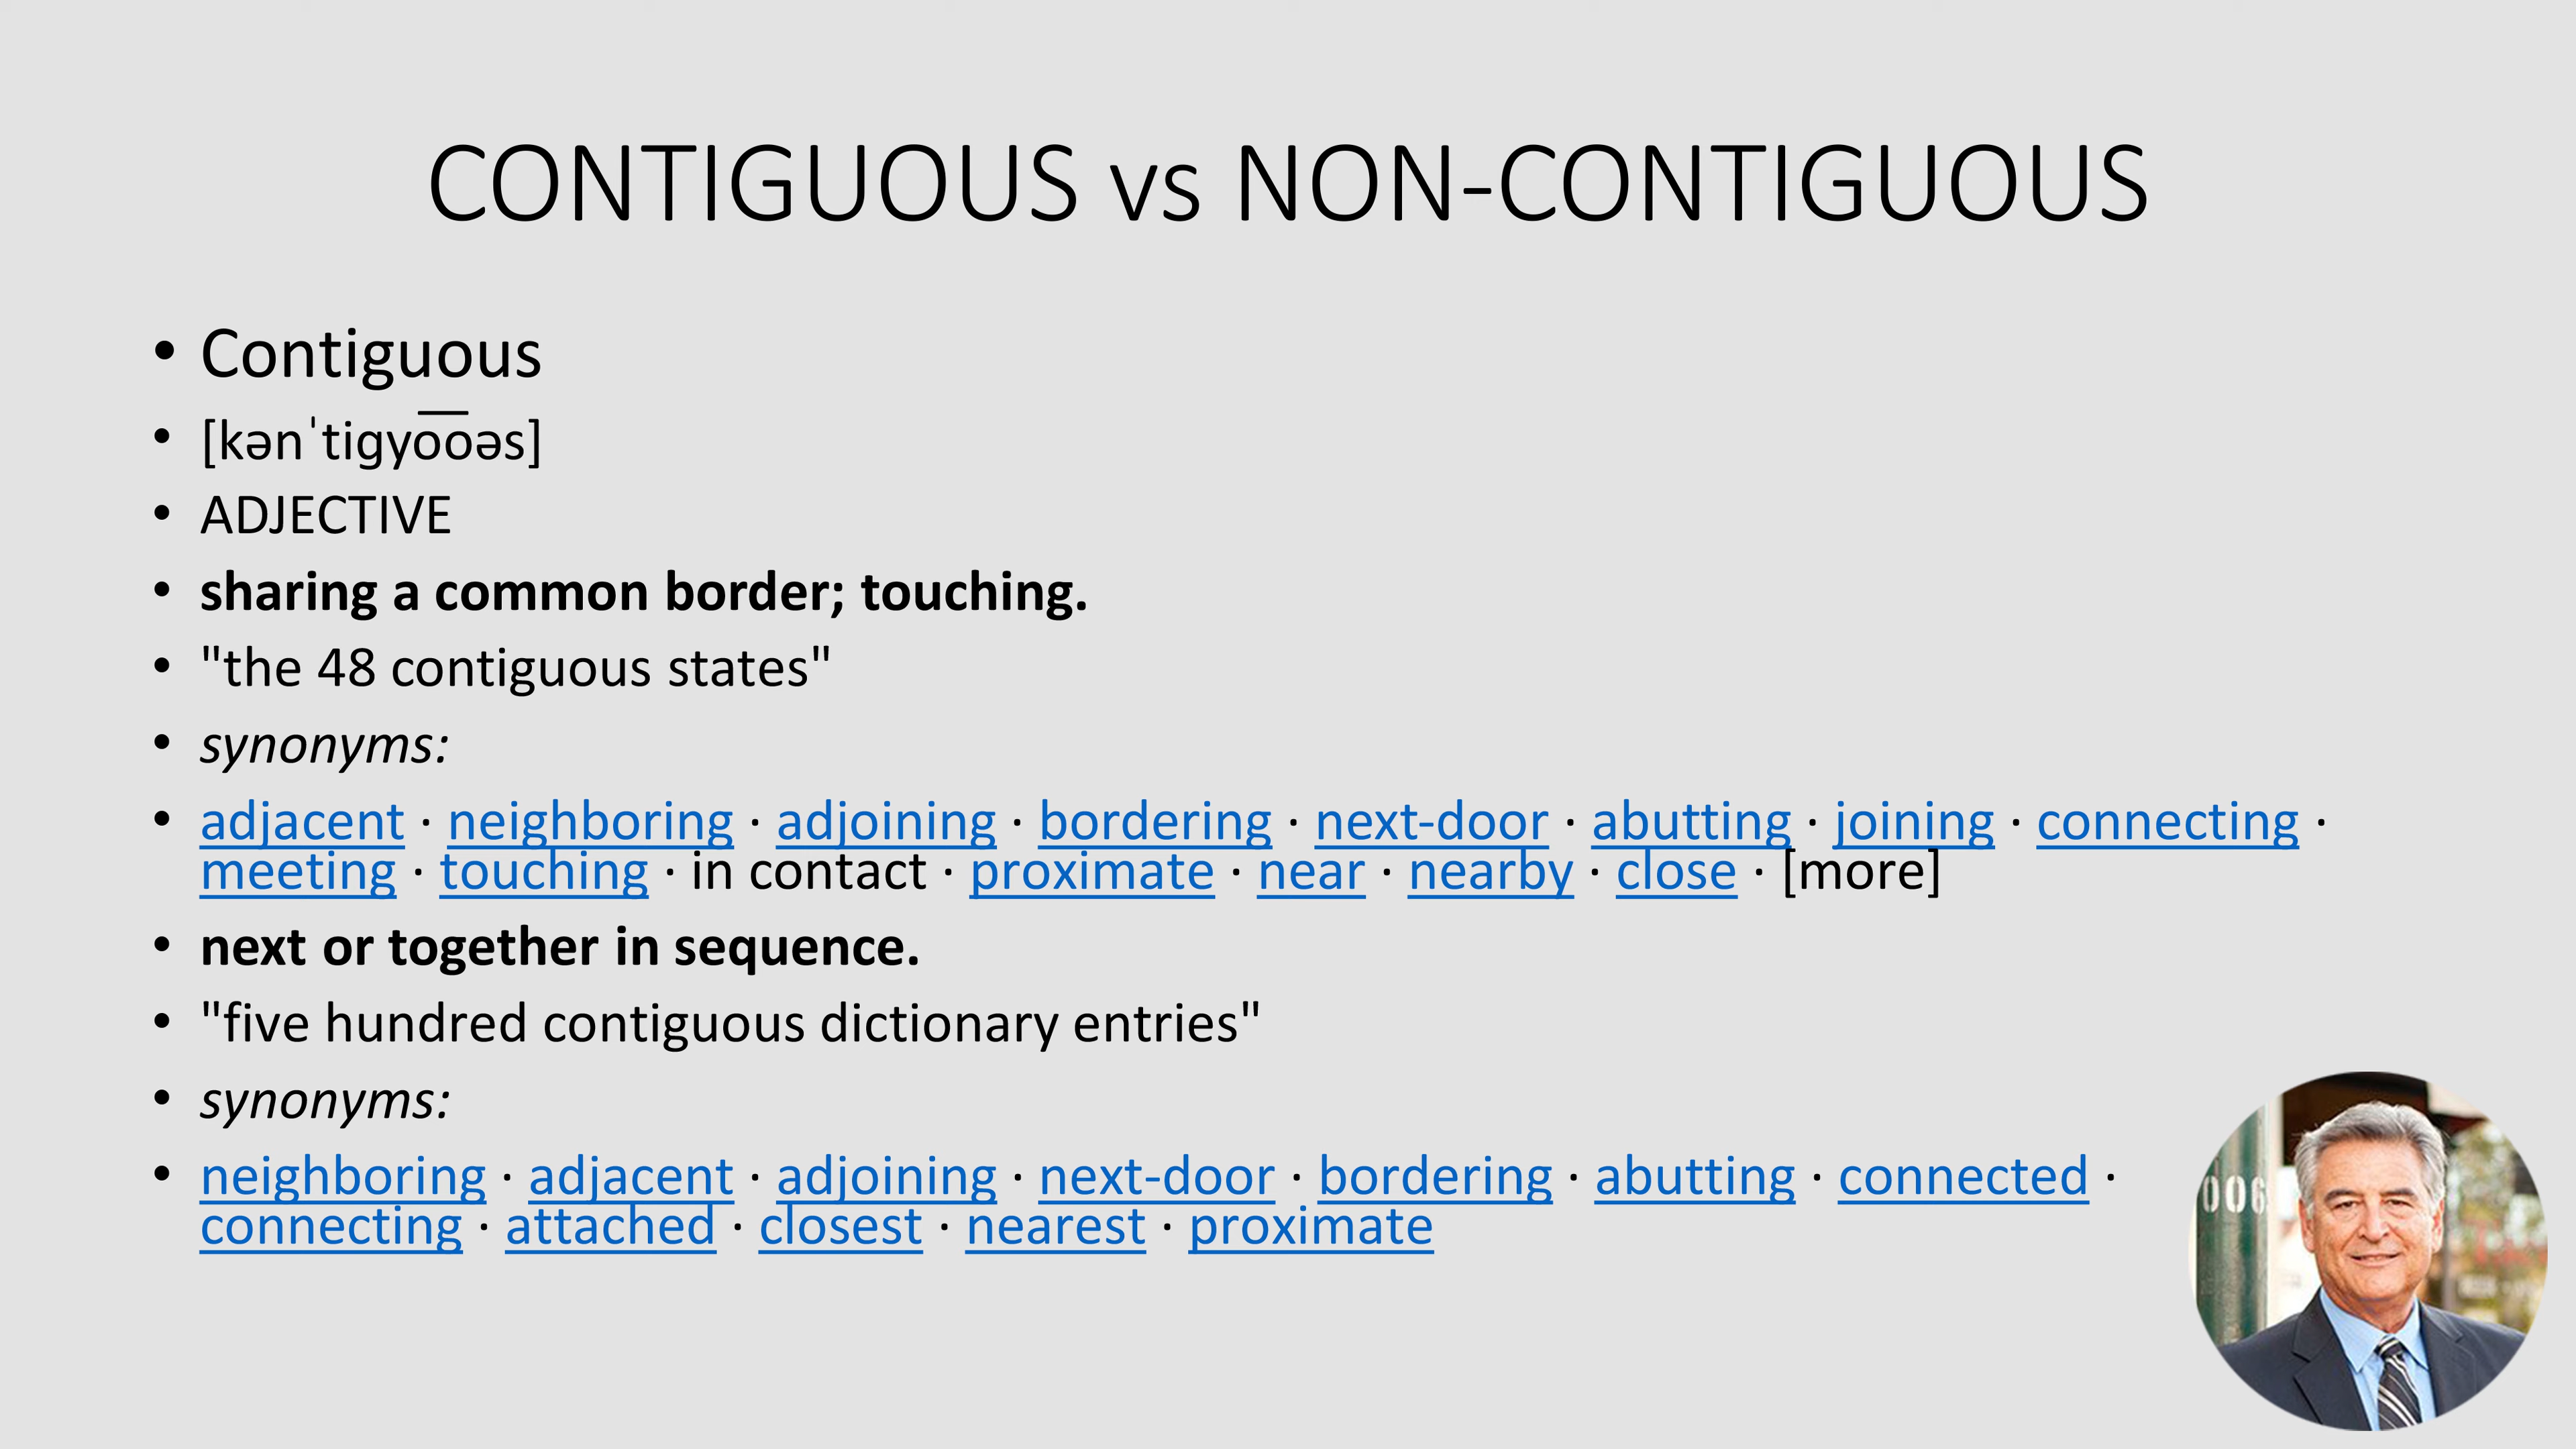 CONTIGUOUS vs NON-CONTIGUOUS
• Contiguous
• [kənˈtiɡyo͞oəs]
• ADJECTIVE
• sharing a common border; touching.
• "the 48 contiguous states"
• synonyms:
• adjacent · neighboring · adjoining · bordering · next-door · abutting · joining · connecting ·
meeting · touching · in contact · proximate · near · nearby · close · [more]
• next or together in sequence.
• "five hundred contiguous dictionary entries"
• synonyms:
• neighboring · adjacent · adjoining · next-door · bordering · abutting · connected ·
connecting · attached · closest · nearest · proximate
006